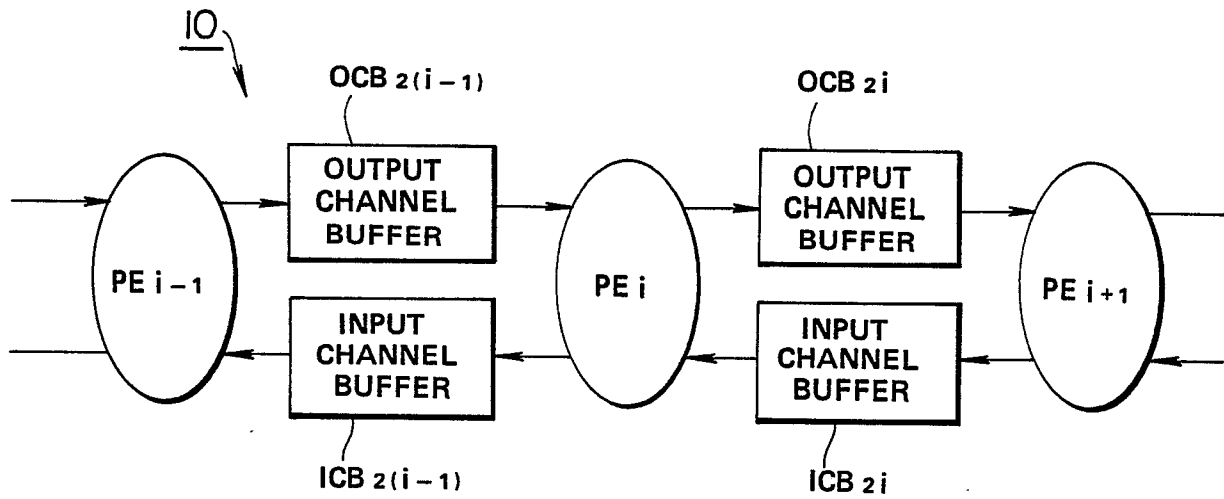 10
OCB 2(i-1)
OCB 2i
OUTPUT
CHANNEL
BUFFER
OUTPUT
CHANNEL
BUFFER
PE i-1
PE i
PE i+1
INPUT
CHANNEL
BUFFER
INPUT
CHANNEL
BUFFER
ICB 2(i-1)
ICB 2i